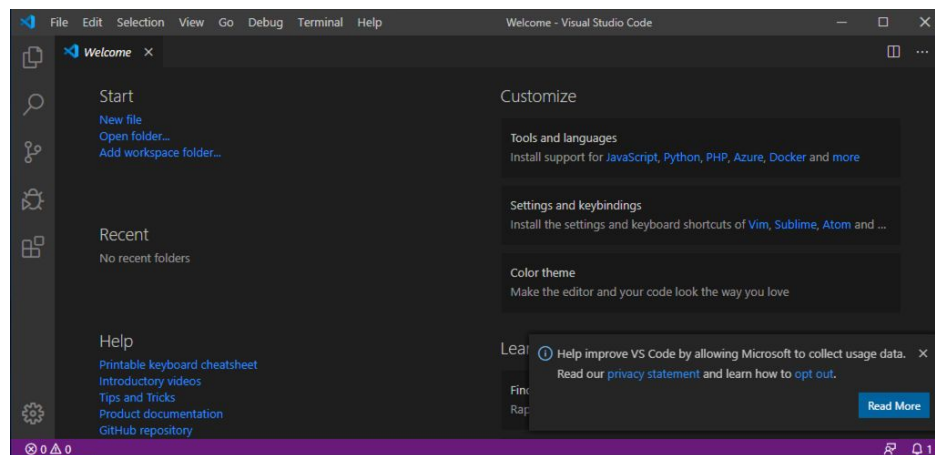 File Edit Selection View Go Debug Terminal Help Welcome - Visual Studio Code
Welcome
Start
New file
Open folder...
Add workspace folder...
Recent
No recent folders
Help
Printable keyboard cheatsheet
Introductory videos
Tips and Tricks
Product documentation
GitHub repository
Customize
Tools and languages
Install support for JavaScript, Python, PHP, Azure, Docker and more
Settings and keybindings
Install the settings and keyboard shortcuts of Vim, Sublime, Atom and ...
Color theme
Make the editor and your code look the way you love
Help improve VS Code by allowing Microsoft to collect usage data.
Read our privacy statement and learn how to opt out.
Read More
0 0
1